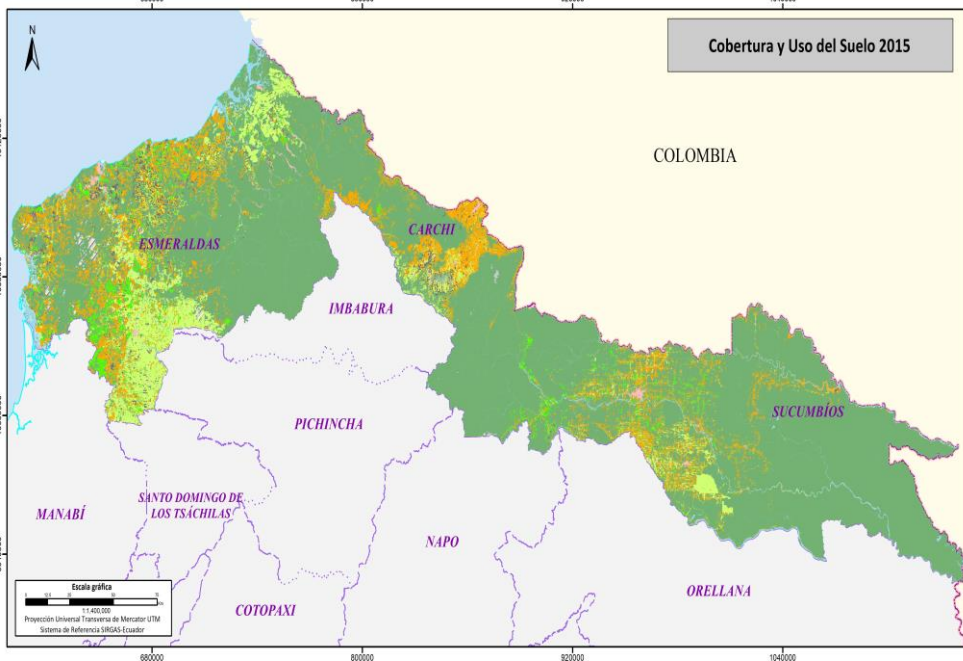 N
Cobertura y Uso del Suelo 2015
COLOMBIA
ESMERALDAS
CARCHI
IMBABURA
SUCUMBÍOS
PICHINCHA
MANABÍ
SANTO DOMINGO DE
LOS TSÁCHILAS
NAPO
ORELLANA
COTOPAXI
Escala gráfica
1:1.400,000
Proyección Universal Transversa de Mercator UTM
Sistema de Referencia SIRGAS-Ecuador
680000
800000
920000
1040000